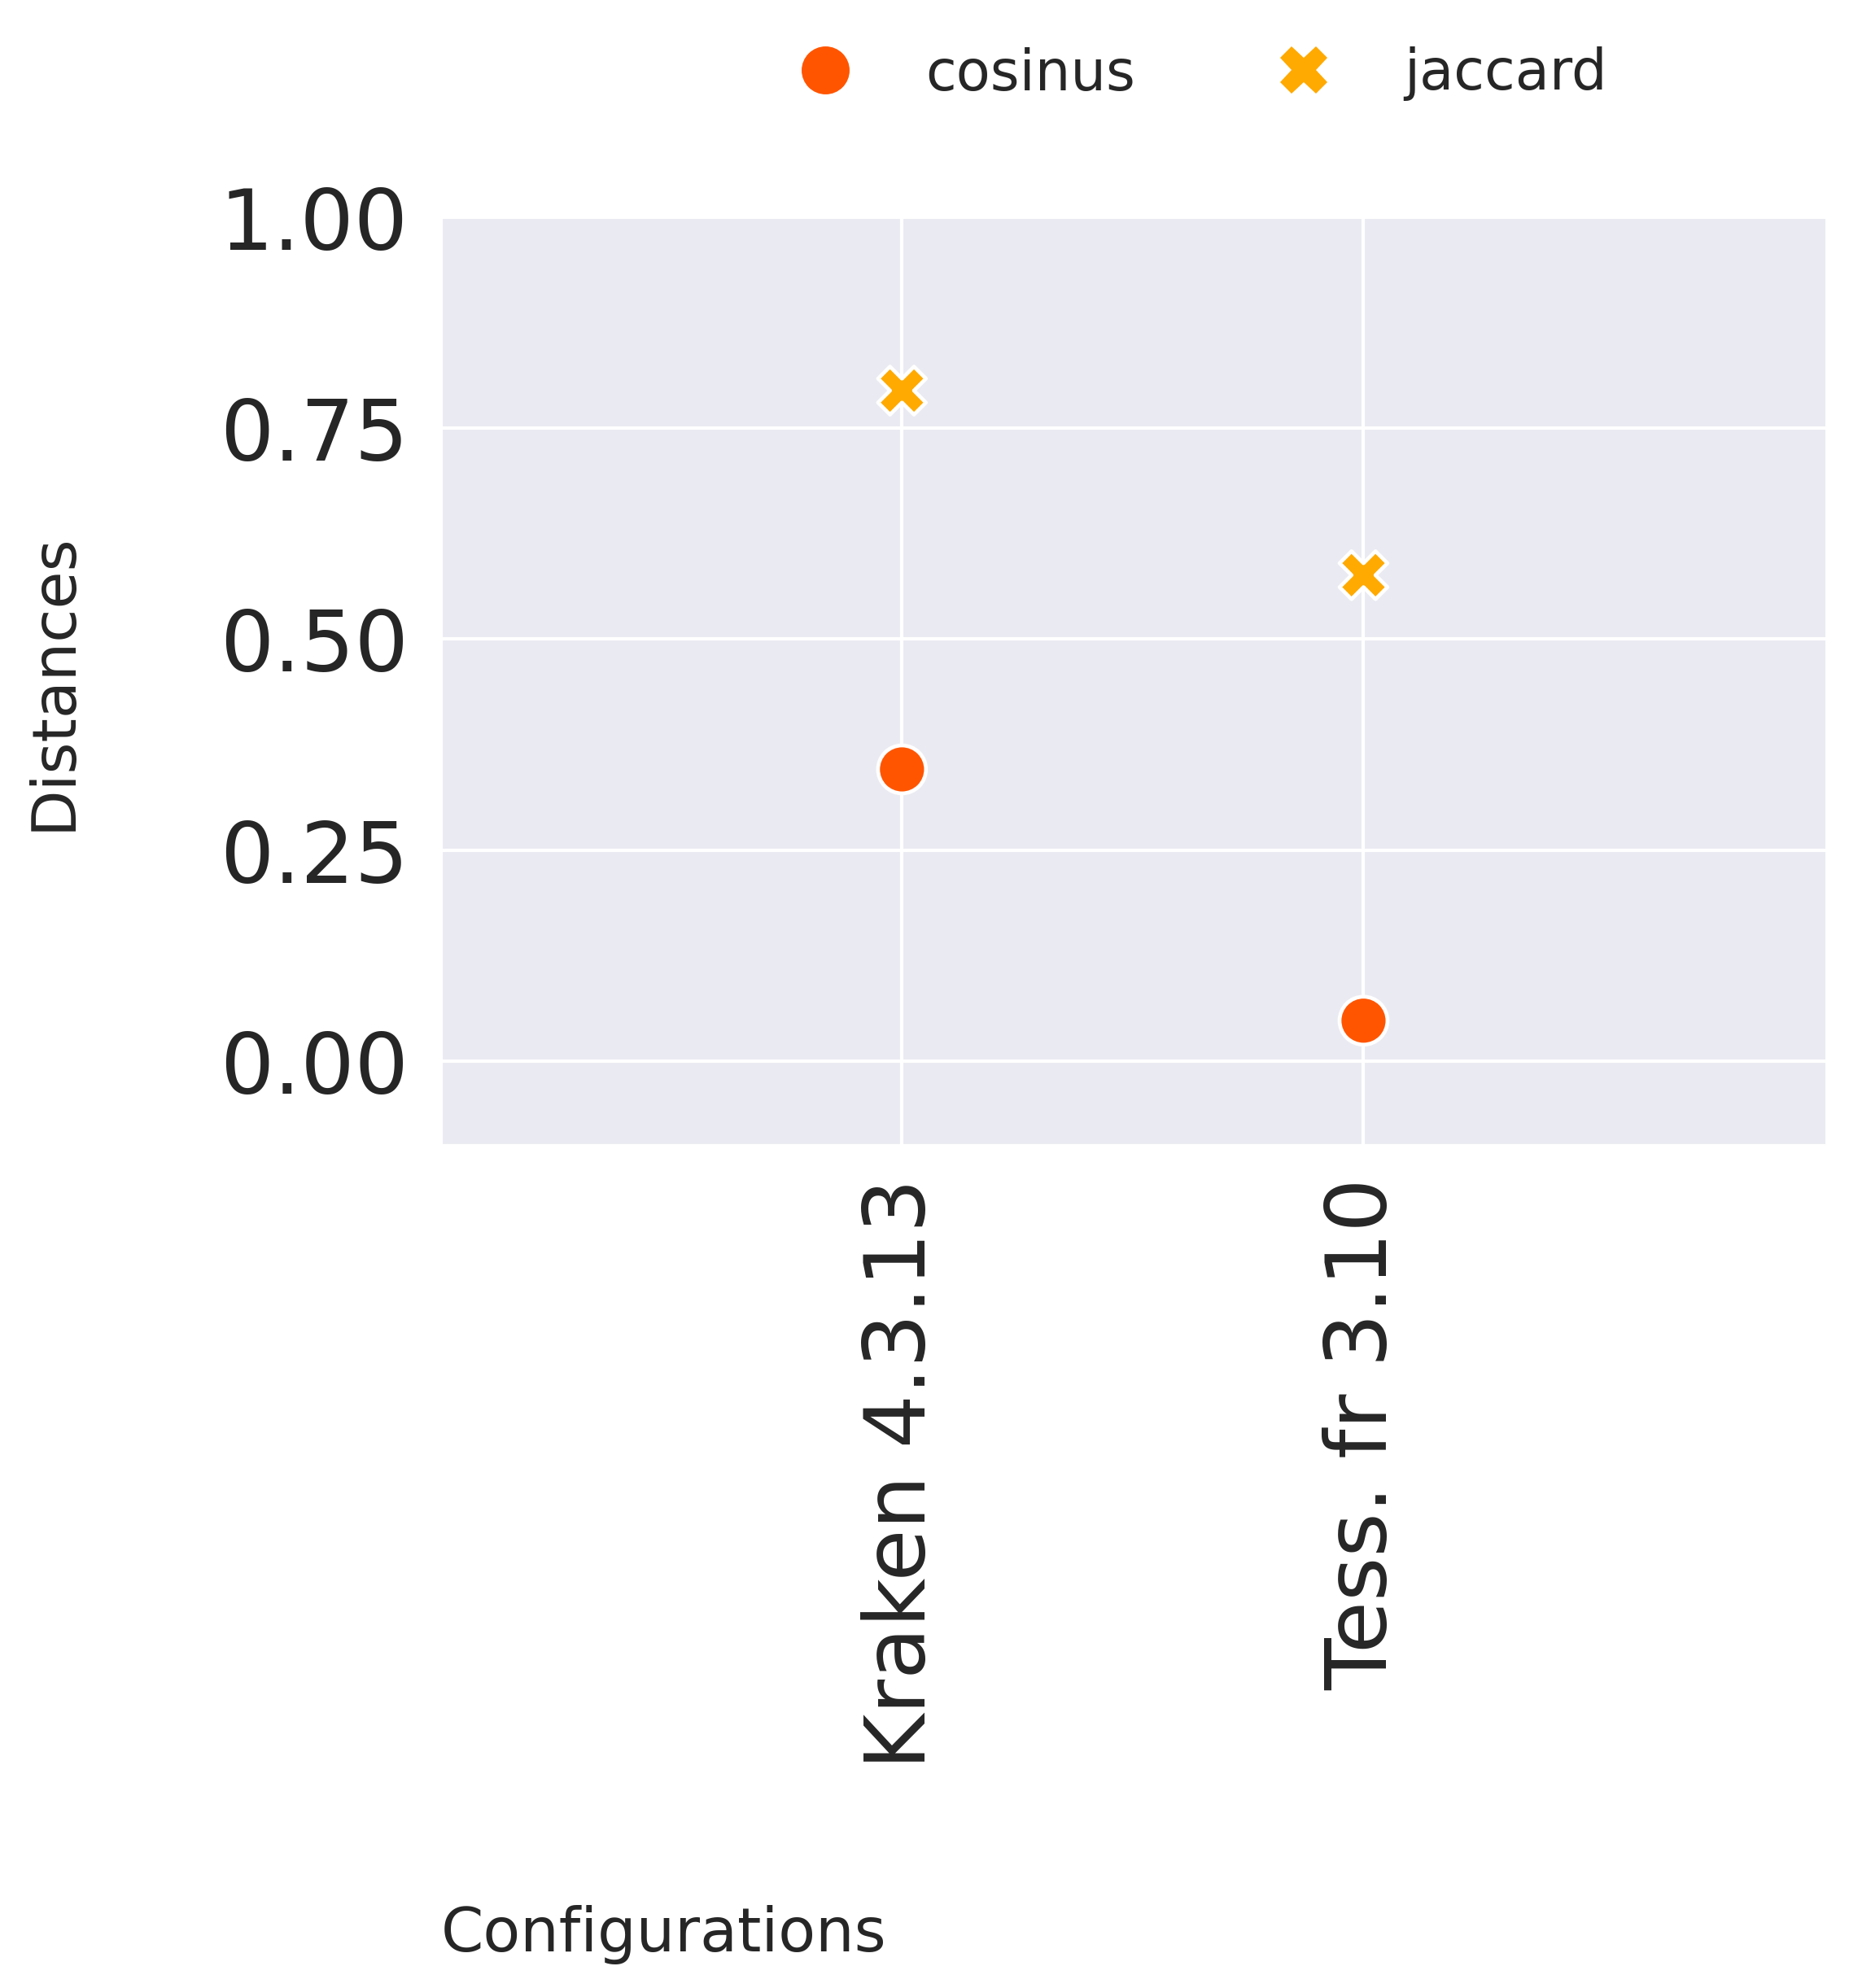 cosinus jaccard
1.00
0.75
0.50
0.25
0.00
Distances
Kraken 4.3.13
Tess. fr 3.10
Configurations